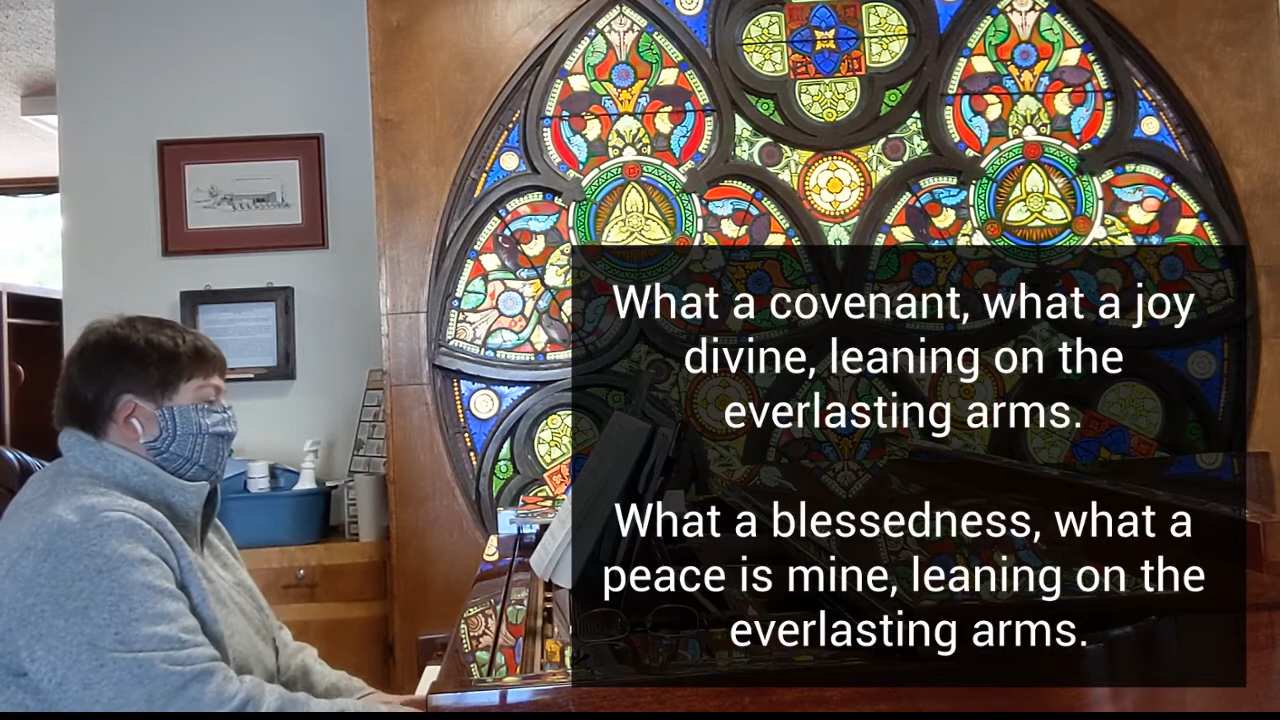 What a covenant, what a joy
divine, leaning on the
everlasting arms.
What a blessedness, what a
peace is mine, leaning on the
everlasting arms.